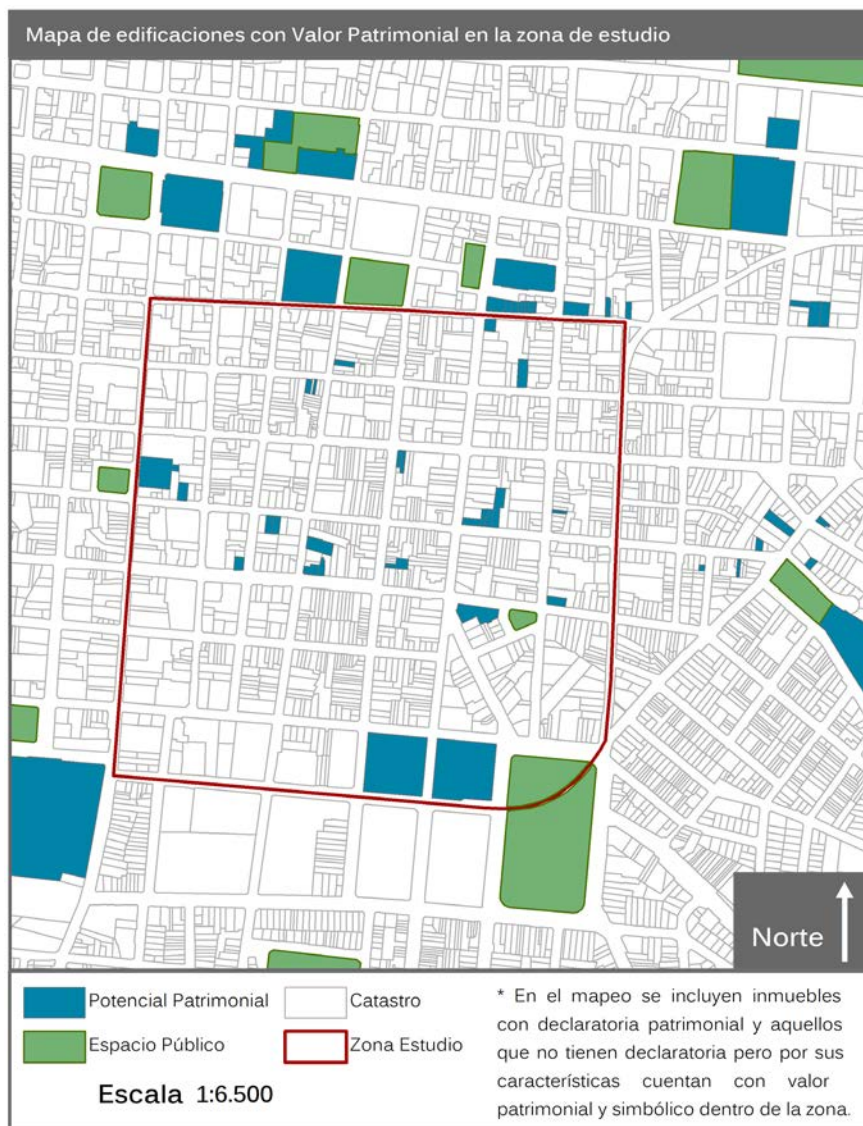 Mapa de edificaciones con Valor Patrimonial en la zona de estudio
Norte
Potencial Patrimonial
Catastro
Espacio Público
Zona Estudio
Escala 1:6.500
* En el mapeo se incluyen inmuebles
con declaratoria patrimonial y aquellos
que no tienen declaratoria pero por sus
características cuentan con valor
patrimonial y simbólico dentro de la zona.